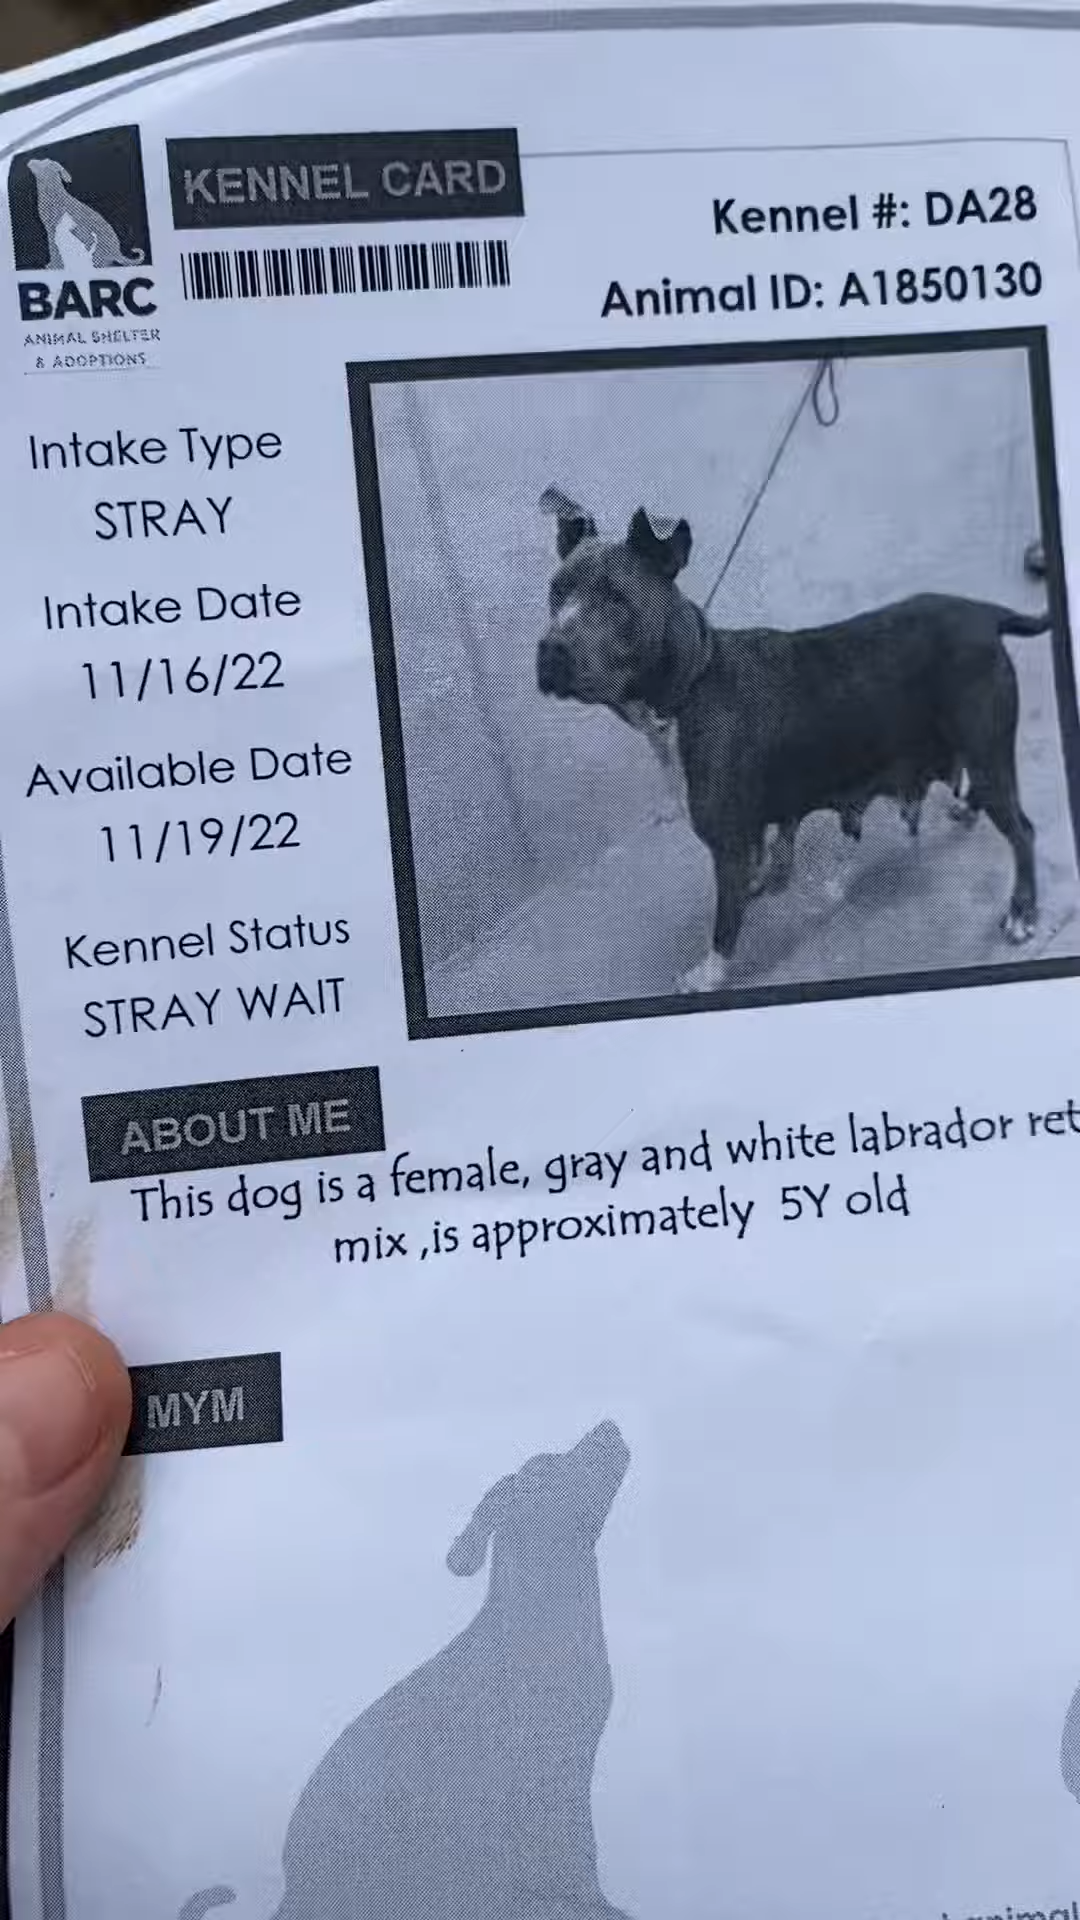 KENNEL CARD
Kennel #: DA28
Animal ID: A1850130
BARC
ANIMAL SHELTER
& ADOPTIONS
Intake Type
STRAY
Intake Date
11/16/22
Available Date
11/19/22
Kennel Status
STRAY WAIT
ABOUT ME
This dog is a female, gray and white labrador ret
mix ,is approximately 5Y old
MYM